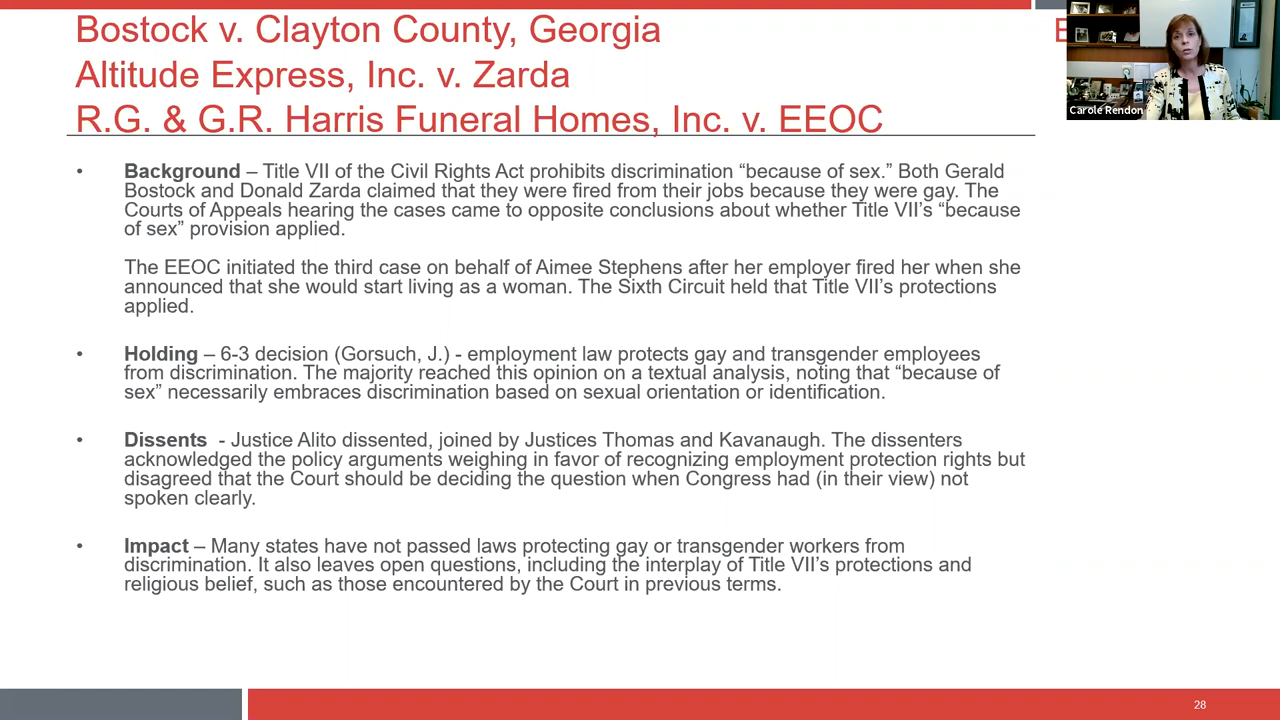 Bostock v. Clayton County, Georgia
Altitude Express, Inc. v. Zarda
R.G. & G.R. Harris Funeral Homes, Inc. v. EEOC
E
Carole Rendon
• Background – Title VII of the Civil Rights Act prohibits discrimination “because of sex.” Both Gerald
Bostock and Donald Zarda claimed that they were fired from their jobs because they were gay. The
Courts of Appeals hearing the cases came to opposite conclusions about whether Title VII’s “because
of sex” provision applied.
The EEOC initiated the third case on behalf of Aimee Stephens after her employer fired her when she
announced that she would start living as a woman. The Sixth Circuit held that Title VII’s protections
applied.
• Holding – 6-3 decision (Gorsuch, J.) - employment law protects gay and transgender employees
from discrimination. The majority reached this opinion on a textual analysis, noting that “because of
sex” necessarily embraces discrimination based on sexual orientation or identification.
• Dissents - Justice Alito dissented, joined by Justices Thomas and Kavanaugh. The dissenters
acknowledged the policy arguments weighing in favor of recognizing employment protection rights but
disagreed that the Court should be deciding the question when Congress had (in their view) not
spoken clearly.
• Impact – Many states have not passed laws protecting gay or transgender workers from
discrimination. It also leaves open questions, including the interplay of Title VII’s protections and
religious belief, such as those encountered by the Court in previous terms.
28